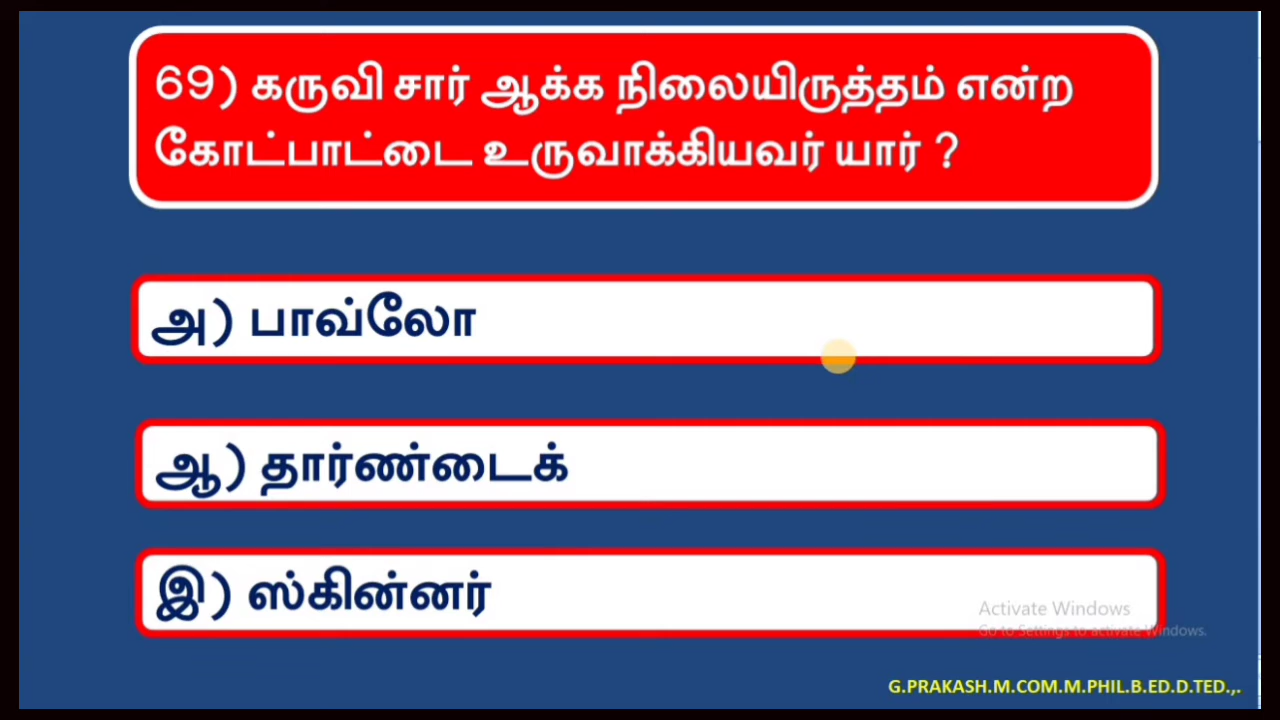 69) கருவி சார் ஆக்க நிலையிருத்தம் என்ற
கோட்பாட்டை உருவாக்கியவர் யார் ?
அ) பாவ்லோ
ஆ) தார்ண்டைக்
இ) ஸ்கின்னர்
Activate Windows
Go to Settings to activate Windows.
G.PRAKASH.M.COM.M.PHIL.B.ED.D.TED.,.